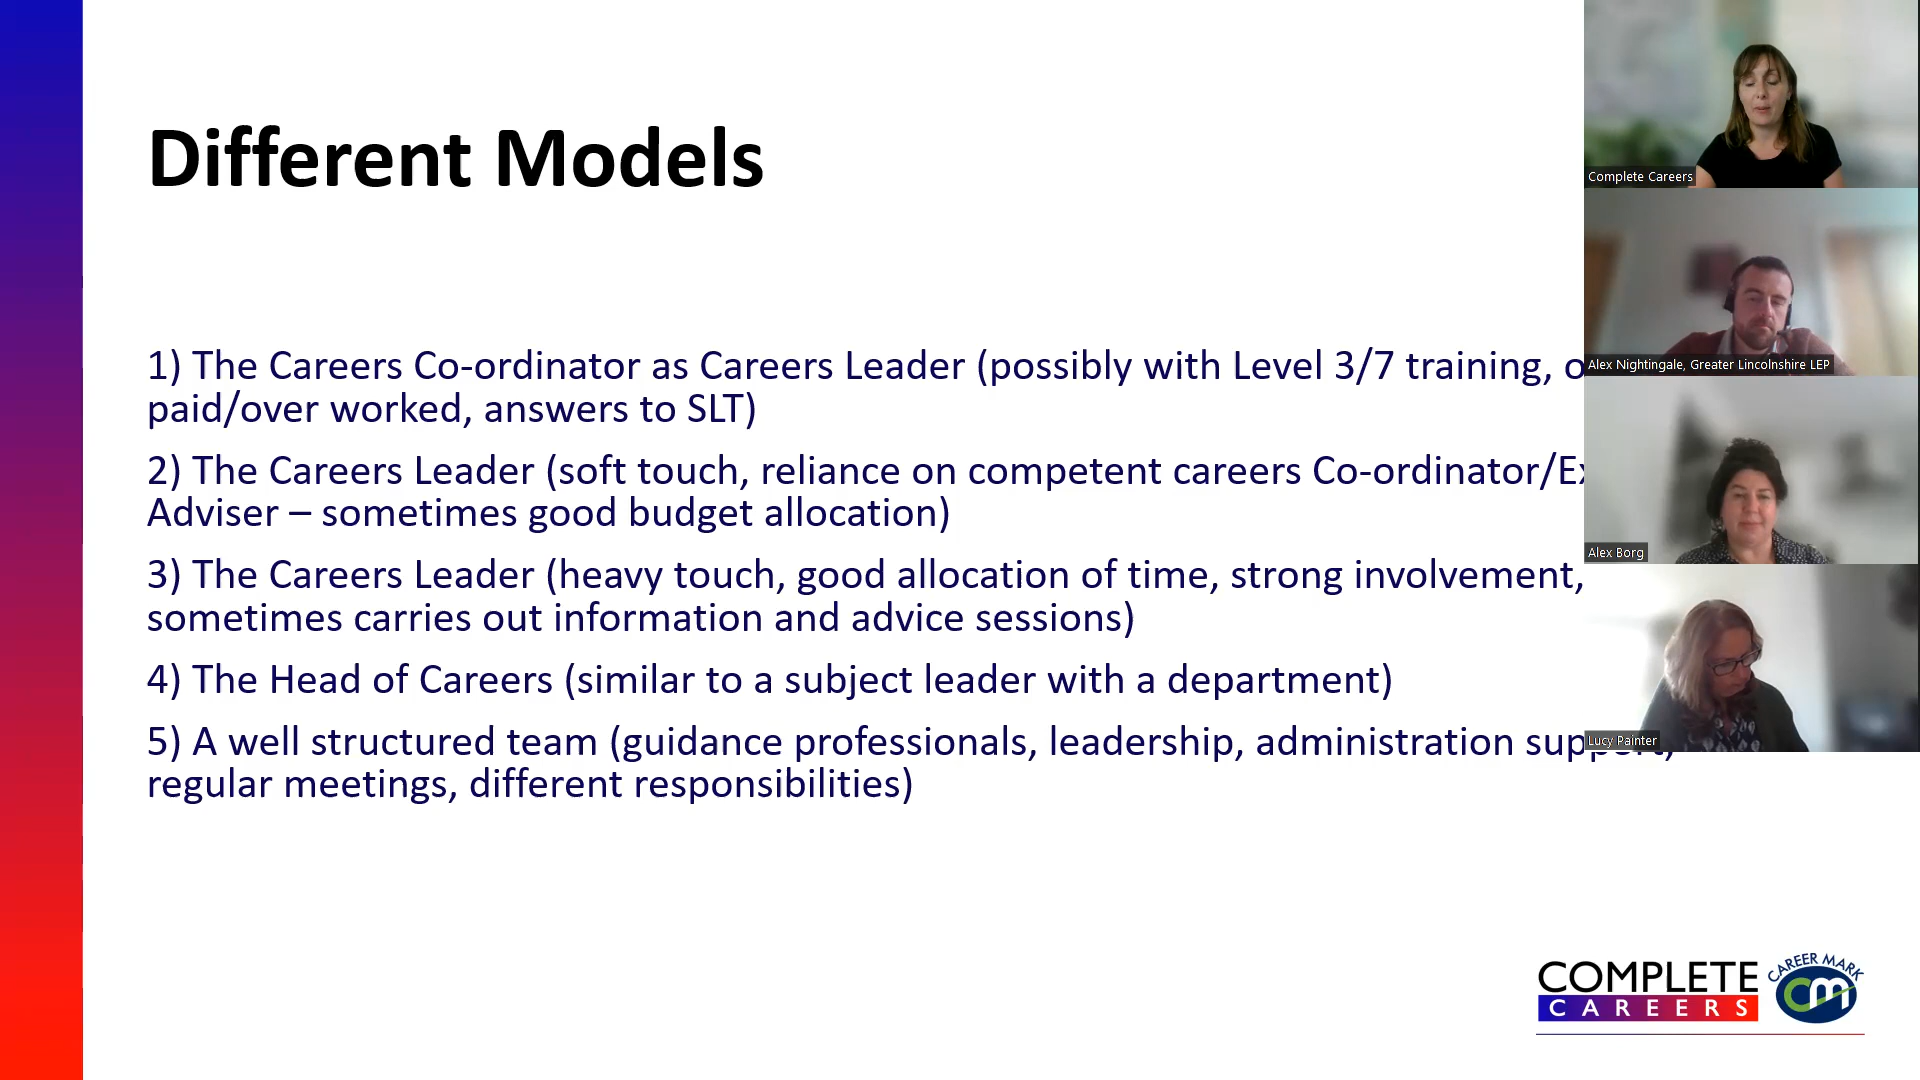 Different Models
1) The Careers Co-ordinator as Careers Leader (possibly with Level 3/7 training,
paid/over worked, answers to SLT)
2) The Careers Leader (soft touch, reliance on competent careers Co-ordinator/
Adviser – sometimes good budget allocation)
3) The Careers Leader (heavy touch, good allocation of time, strong involvement,
sometimes carries out information and advice sessions)
4) The Head of Careers (similar to a subject leader with a department)
5) A well structured team (guidance professionals, leadership, administration support,
regular meetings, different responsibilities)
Complete Careers
Alex Nightingale, Greater Lincolnshire LEP
Alex Borg
Lucy Painter
COMPLETE
CAREERS
CAREER MARK
cm